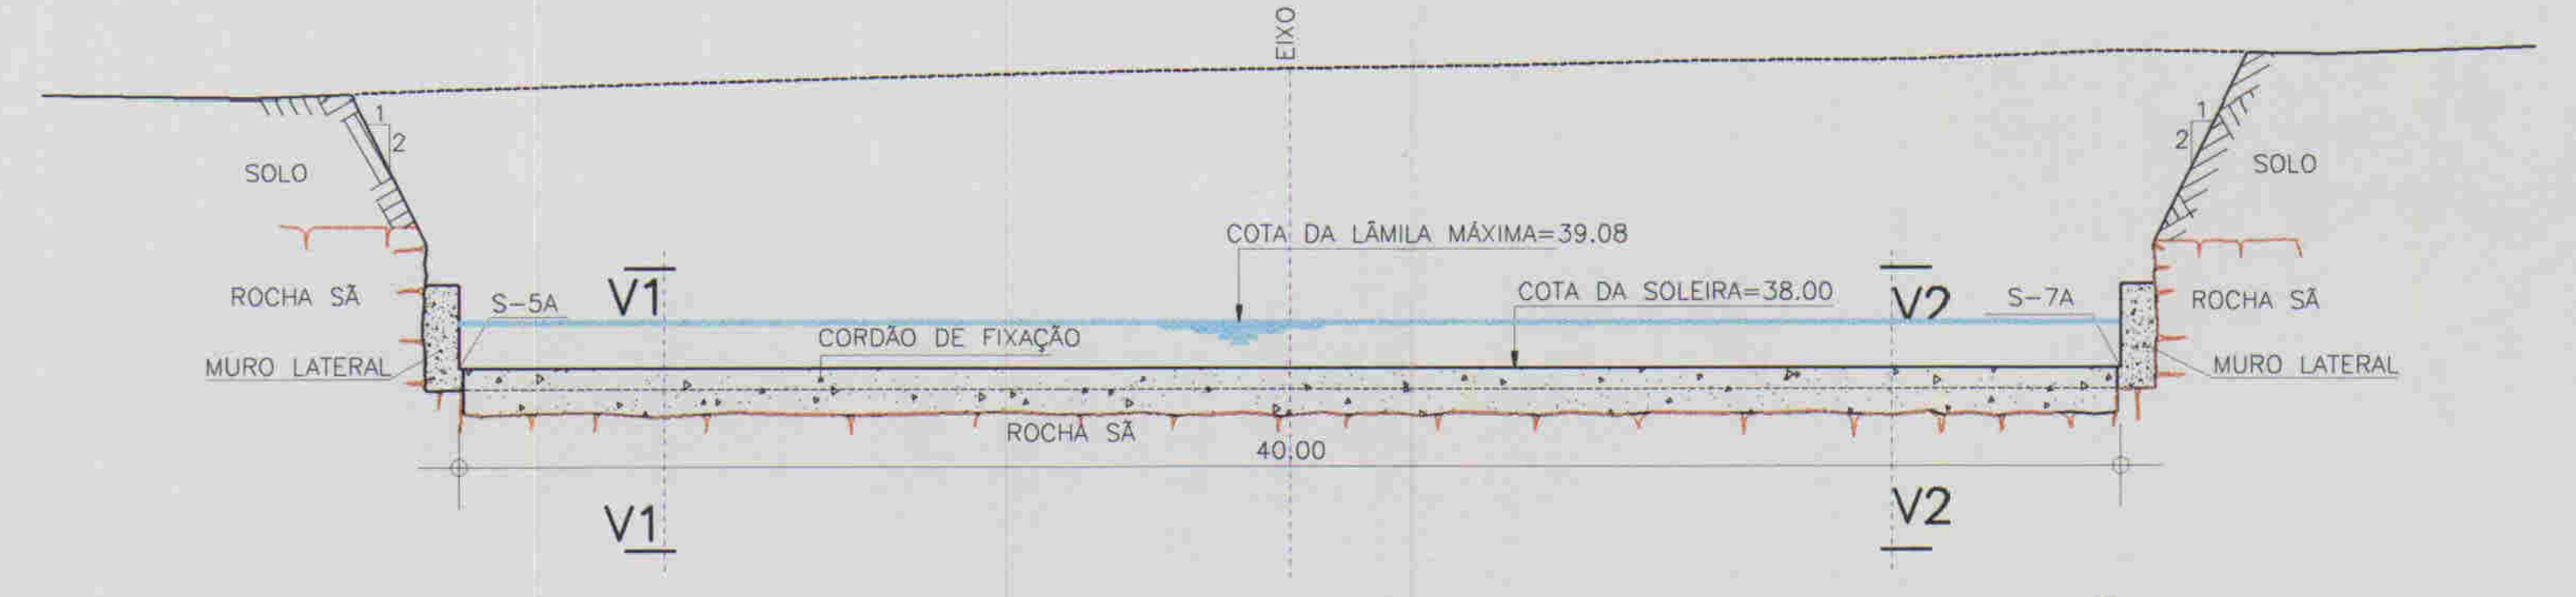 EIXO
1
2
SOLO
1
2
SOLO
COTA DA LÂMILA MÁXIMA=39.08
ROCHA SÃ
S-5A
V1
COTA DA SOLEIRA=38.00
V2
S-7A
ROCHA SÃ
CORDÃO DE FIXAÇÃO
MURO LATERAL
MURO LATERAL
ROCHA SÃ
40.00
V1
V2